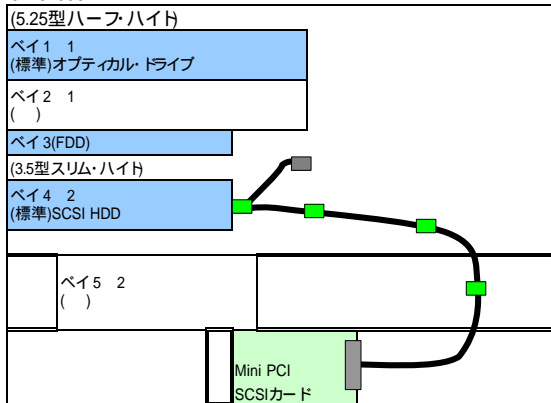 (5.25型ハーフ・ハイト)
ベイ1 1
(標準)オプティカル・ドライブ
ベイ2 1
( )
ベイ3(FDD)
(3.5型スリム・ハイト)
ベイ4 2
(標準)SCSI HDD
ベイ5 2
( )
Mini PCI
SCSIカード